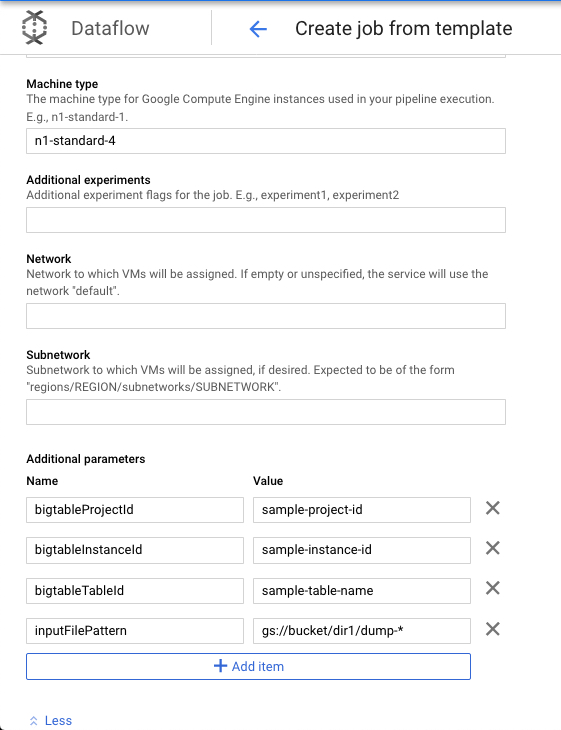 Dataflow
Create job from template
Machine type
The machine type for Google Compute Engine instances used in your pipeline execution.
E.g., n1-standard-1.
n1-standard-4
Additional experiments
Additional experiment flags for the job. E.g., experiment1, experiment2
Network
Network to which VMs will be assigned. If empty or unspecified, the service will use the
network "default".
Subnetwork
Subnetwork to which VMs will be assigned, if desired. Expected to be of the form
"regions/REGION/subnetworks/SUBNETWORK".
Additional parameters
Name Value
bigtableProjectId sample-project-id
bigtableInstanceId sample-instance-id
bigtableTableId sample-table-name
inputFilePattern gs://bucket/dir1/dump-*
Add item
Less